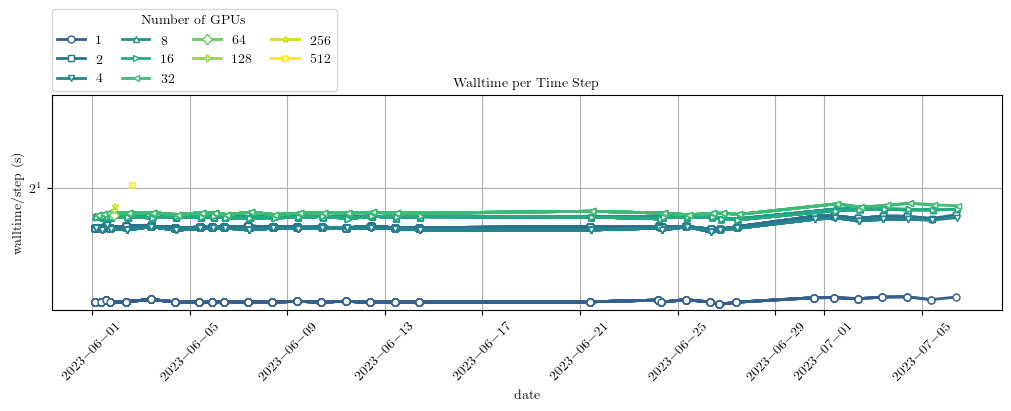 Number of GPUs
1 8 64 256
2 16 128 512
4 32
Walltime per Time Step
walltime/step (s)
2^1
2023−06−01 2023−06−05 2023−06−09 2023−06−13 2023−06−17 2023−06−21 2023−06−25 2023−06−29 2023−07−01 2023−07−05
date